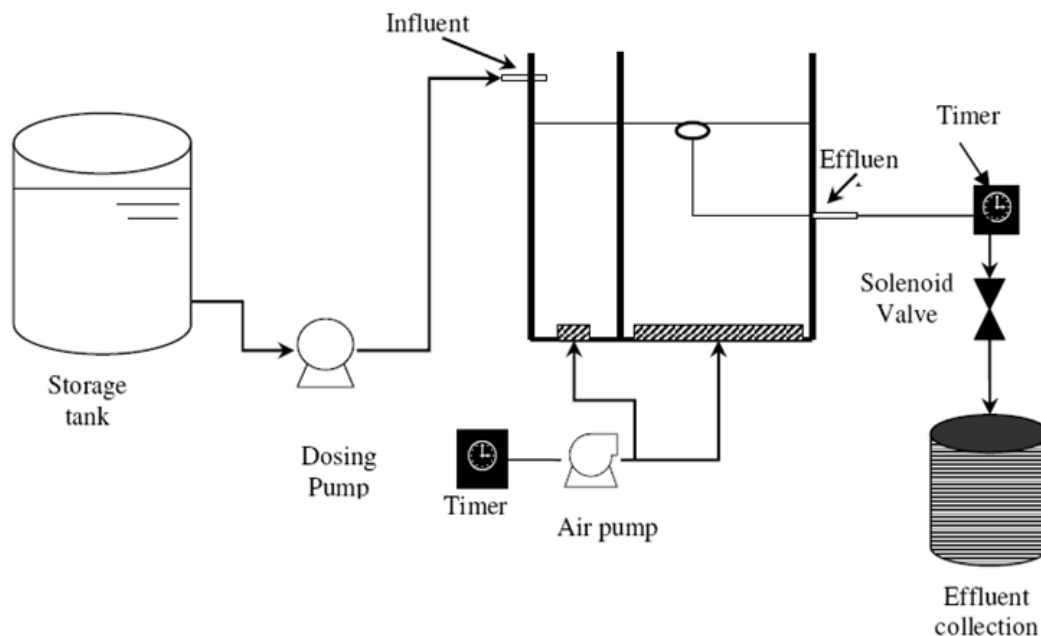 Influent
Timer
Effluen
Solenoid
Valve
Storage
tank
Dosing
Pump
Timer
Air pump
Effluent
collection